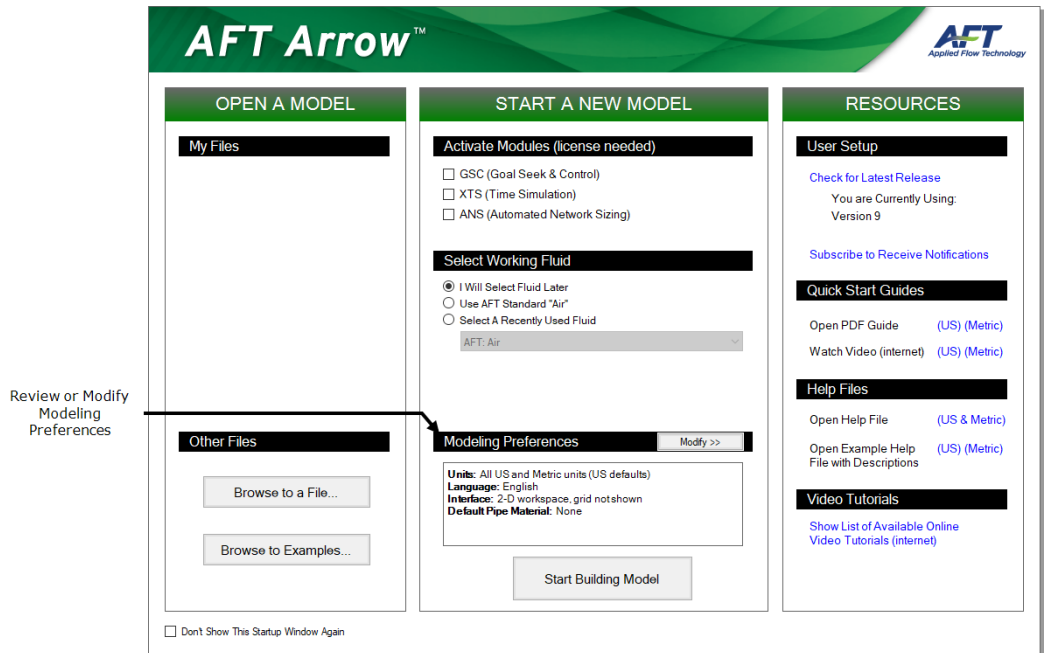 AFT Arrow™
AFT
Applied Flow Technology
OPEN A MODEL
My Files
Other Files
Browse to a File...
Browse to Examples...
START A NEW MODEL
Activate Modules (license needed)
GSC (Goal Seek & Control)
XTS (Time Simulation)
ANS (Automated Network Sizing)
Select Working Fluid
I Will Select Fluid Later
Use AFT Standard "Air"
Select A Recently Used Fluid
AFT: Air
Modeling Preferences
Modify >>
Units: All US and Metric units (US defaults)
Language: English
Interface: 2-D workspace, grid not shown
Default Pipe Material: None
Start Building Model
RESOURCES
User Setup
Check for Latest Release
You are Currently Using:
Version 9
Subscribe to Receive Notifications
Quick Start Guides
Open PDF Guide (US) (Metric)
Watch Video (internet) (US) (Metric)
Help Files
Open Help File (US & Metric)
Open Example Help (US) (Metric)
File with Descriptions
Video Tutorials
Show List of Available Online
Video Tutorials (internet)
Review or Modify
Modeling
Preferences
Don't Show This Startup Window Again